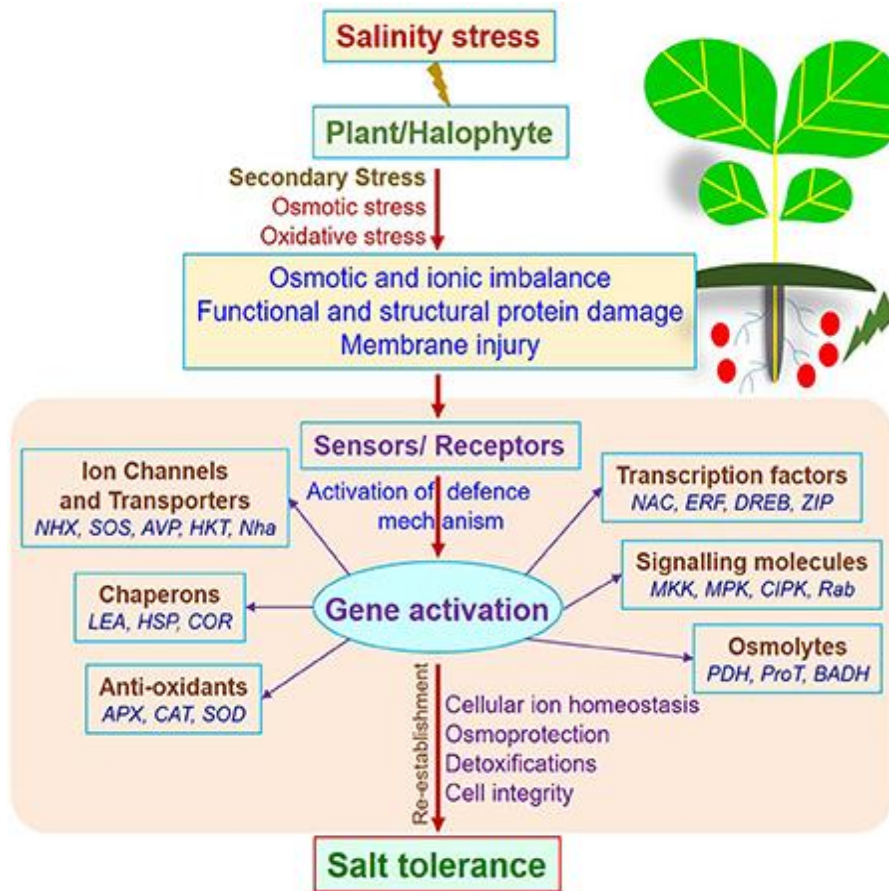 Salinity stress
Plant/Halophyte
Secondary Stress
Osmotic stress
Oxidative stress
Osmotic and ionic imbalance
Functional and structural protein damage
Membrane injury
Sensors/ Receptors
Activation of defence
mechanism
Ion Channels
and Transporters
NHX, SOS, AVP, HKT, Nha
Chaperons
LEA, HSP, COR
Anti-oxidants
APX, CAT, SOD
Gene activation
Transcription factors
NAC, ERF, DREB, ZIP
Signalling molecules
MKK, MPK, CIPK, Rab
Osmolytes
PDH, ProT, BADH
Re-establishment
Cellular ion homeostasis
Osmoprotection
Detoxifications
Cell integrity
Salt tolerance